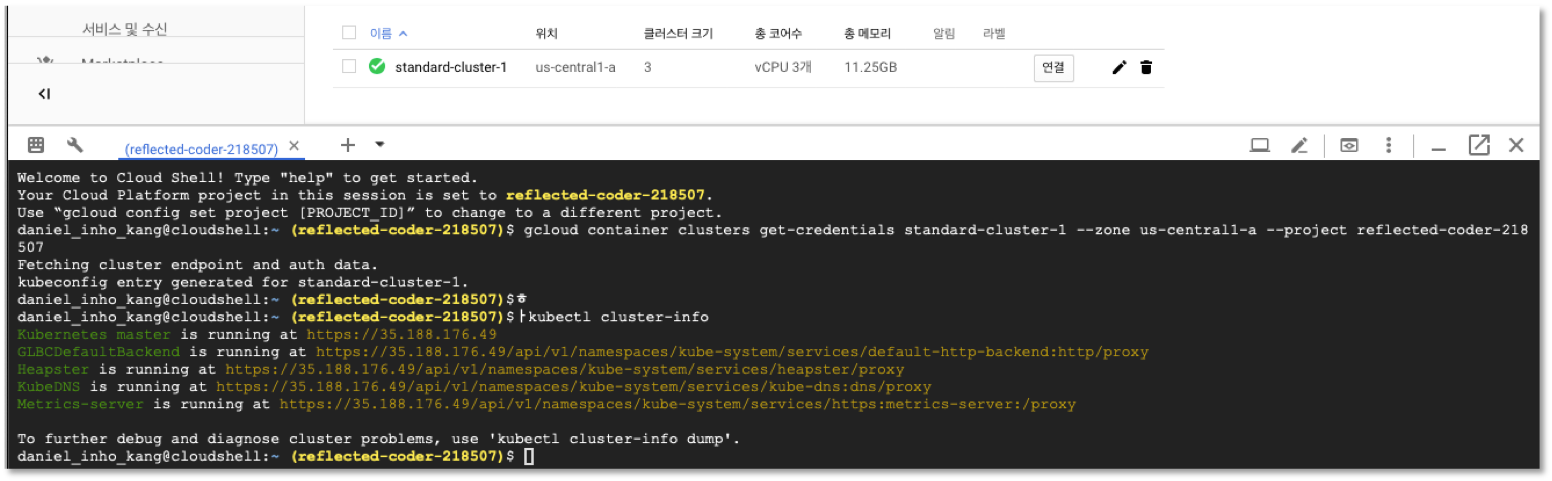 서비스 및 수신
Marketplace
이름 위치 클러스터 크기 총 코어수 총 메모리 알림 라벨
standard-cluster-1 us-central1-a 3 vCPU 3개 11.25GB 연결
(reflected-coder-218507)
Welcome to Cloud Shell! Type "help" to get started.
Your Cloud Platform project in this session is set to reflected-coder-218507.
Use “gcloud config set project [PROJECT_ID]” to change to a different project.
daniel_inho_kang@cloudshell:~ (reflected-coder-218507)$ gcloud container clusters get-credentials standard-cluster-1 --zone us-central1-a --project reflected-coder-218
507
Fetching cluster endpoint and auth data.
kubeconfig entry generated for standard-cluster-1.
daniel_inho_kang@cloudshell:~ (reflected-coder-218507)$ㅎ
daniel_inho_kang@cloudshell:~ (reflected-coder-218507)$ㅏkubectl cluster-info
Kubernetes master is running at https://35.188.176.49
GLBCDefaultBackend is running at https://35.188.176.49/api/v1/namespaces/kube-system/services/default-http-backend:http/proxy
Heapster is running at https://35.188.176.49/api/v1/namespaces/kube-system/services/heapster/proxy
KubeDNS is running at https://35.188.176.49/api/v1/namespaces/kube-system/services/kube-dns:dns/proxy
Metrics-server is running at https://35.188.176.49/api/v1/namespaces/kube-system/services/https:metrics-server:/proxy
To further debug and diagnose cluster problems, use 'kubectl cluster-info dump'.
daniel_inho_kang@cloudshell:~ (reflected-coder-218507)$